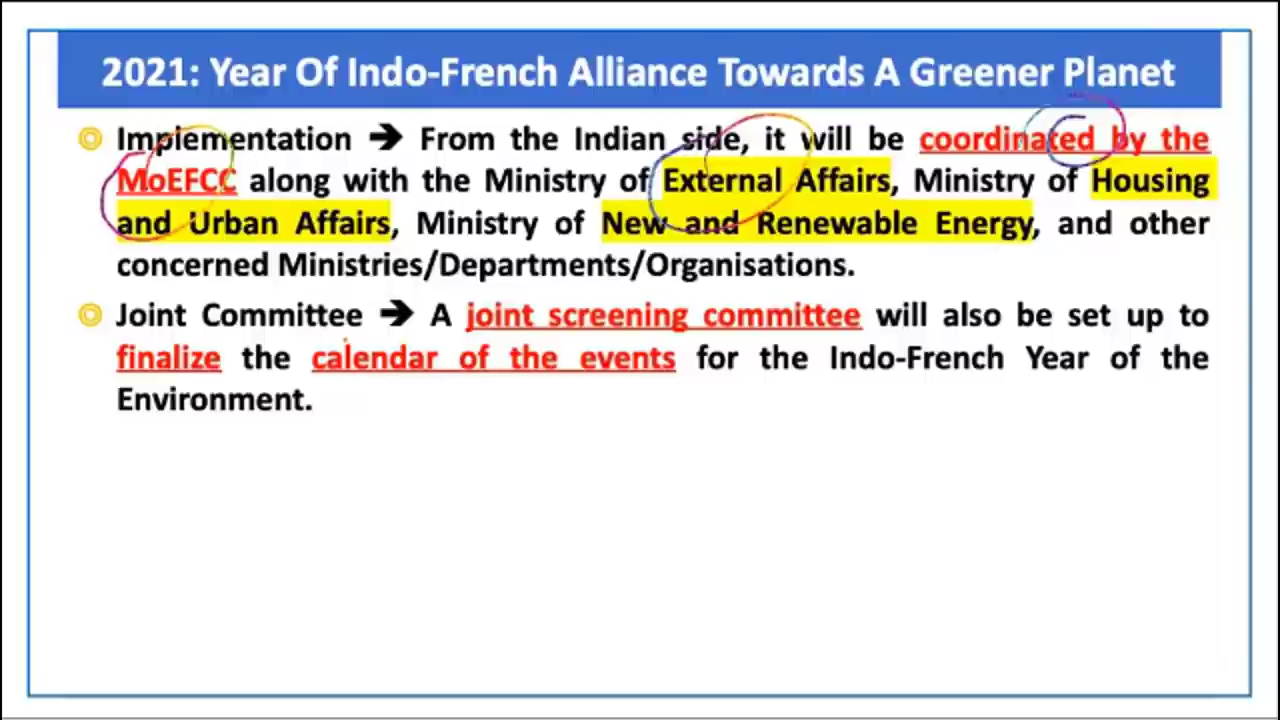 2021: Year Of Indo-French Alliance Towards A Greener Planet
Implementation → From the Indian side, it will be coordinated by the
MoEFCC along with the Ministry of External Affairs, Ministry of Housing
and Urban Affairs, Ministry of New and Renewable Energy, and other
concerned Ministries/Departments/Organisations.
Joint Committee → A joint screening committee will also be set up to
finalize the calendar of the events for the Indo-French Year of the
Environment.